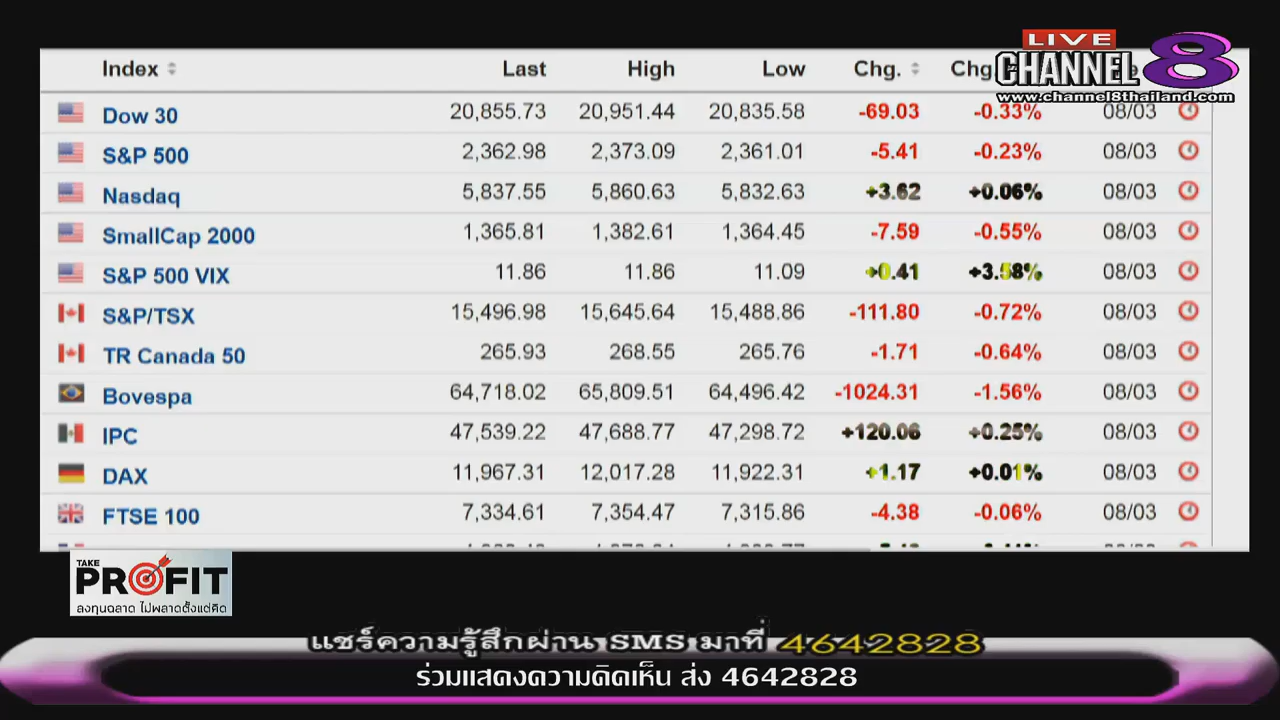 LIVE
CHANNEL 8
www.channel8thailand.com
Index Last High Low Chg. Chg
Dow 30 20,855.73 20,951.44 20,835.58 -69.03 -0.33% 08/03
S&P 500 2,362.98 2,373.09 2,361.01 -5.41 -0.23% 08/03
Nasdaq 5,837.55 5,860.63 5,832.63 +3.62 +0.06% 08/03
SmallCap 2000 1,365.81 1,382.61 1,364.45 -7.59 -0.55% 08/03
S&P 500 VIX 11.86 11.86 11.09 +0.41 +3.58% 08/03
S&P/TSX 15,496.98 15,645.64 15,488.86 -111.80 -0.72% 08/03
TR Canada 50 265.93 268.55 265.76 -1.71 -0.64% 08/03
Bovespa 64,718.02 65,809.51 64,496.42 -1024.31 -1.56% 08/03
IPC 47,539.22 47,688.77 47,298.72 +120.06 +0.25% 08/03
DAX 11,967.31 12,017.28 11,922.31 +1.17 +0.01% 08/03
FTSE 100 7,334.61 7,354.47 7,315.86 -4.38 -0.06% 08/03
TAKE
PROFIT
ลงทุนฉลาด ไม่พลาดตั้งแต่คิด
แชร์ความรู้สึกผ่าน SMS มาที่ 4642828
ร่วมแสดงความคิดเห็น ส่ง 4642828